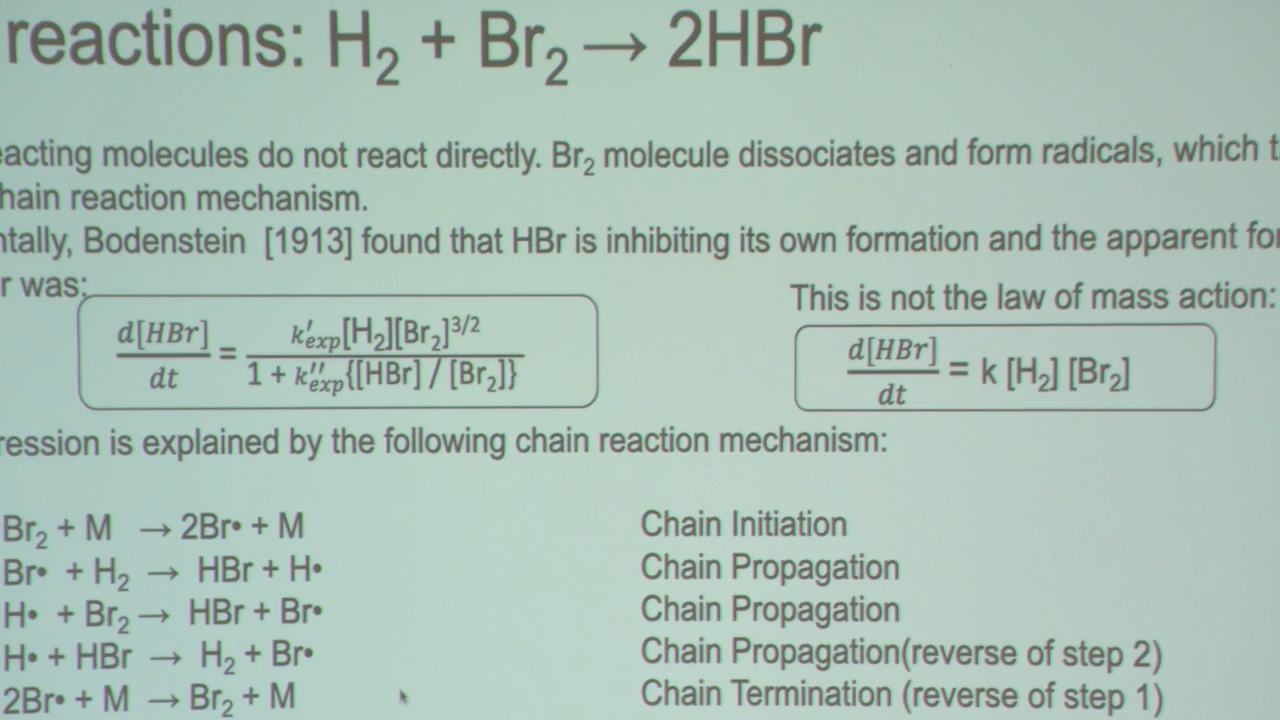 reactions: H₂ + Br₂ → 2HBr
eacting molecules do not react directly. Br₂ molecule dissociates and form radicals, which t
hain reaction mechanism.
ntally, Bodenstein [1913] found that HBr is inhibiting its own formation and the apparent for
r was:
This is not the law of mass action:
d[HBr]/dt = k′exp[H₂][Br₂]^3/2 / 1 + k″exp{[HBr] / [Br₂]}
d[HBr]/dt = k [H₂] [Br₂]
ression is explained by the following chain reaction mechanism:
Br₂ + M → 2Br• + M Chain Initiation
Br• + H₂ → HBr + H• Chain Propagation
H• + Br₂ → HBr + Br• Chain Propagation
H• + HBr → H₂ + Br• Chain Propagation(reverse of step 2)
2Br• + M → Br₂ + M Chain Termination (reverse of step 1)